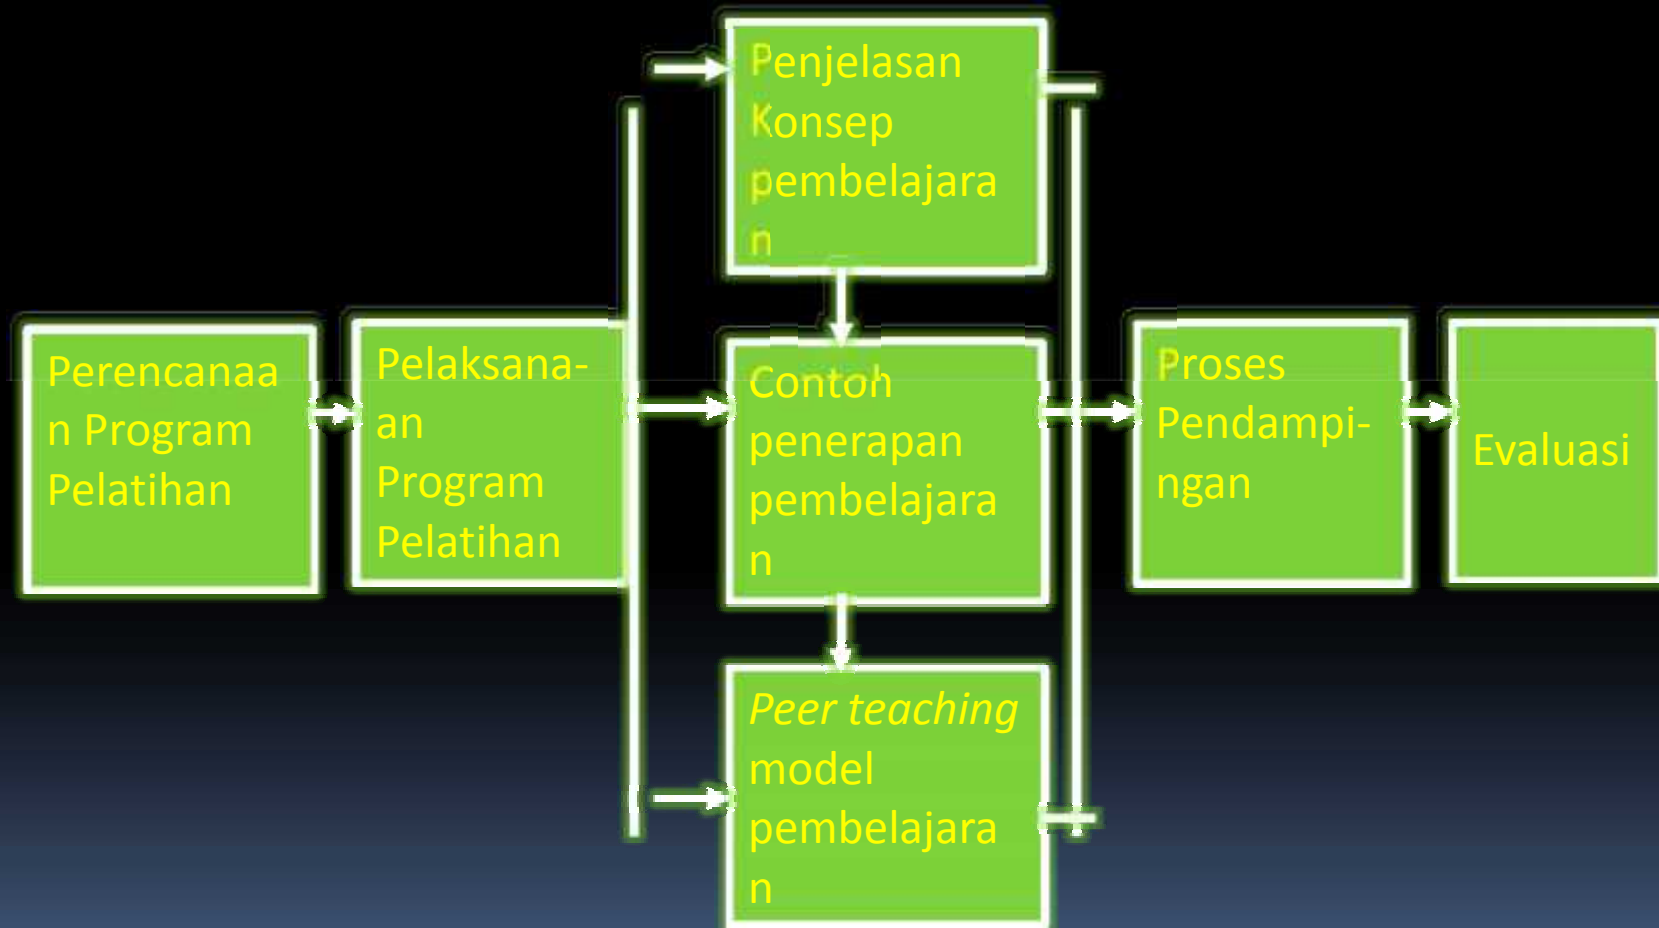 Perencanaa
n Program
Pelatihan
Pelaksana-
an
Program
Pelatihan
Penjelasan
Konsep
pembelajara
n
Contoh
penerapan
pembelajara
n
Peer teaching
model
pembelajara
n
Proses
Pendampi-
ngan
Evaluasi